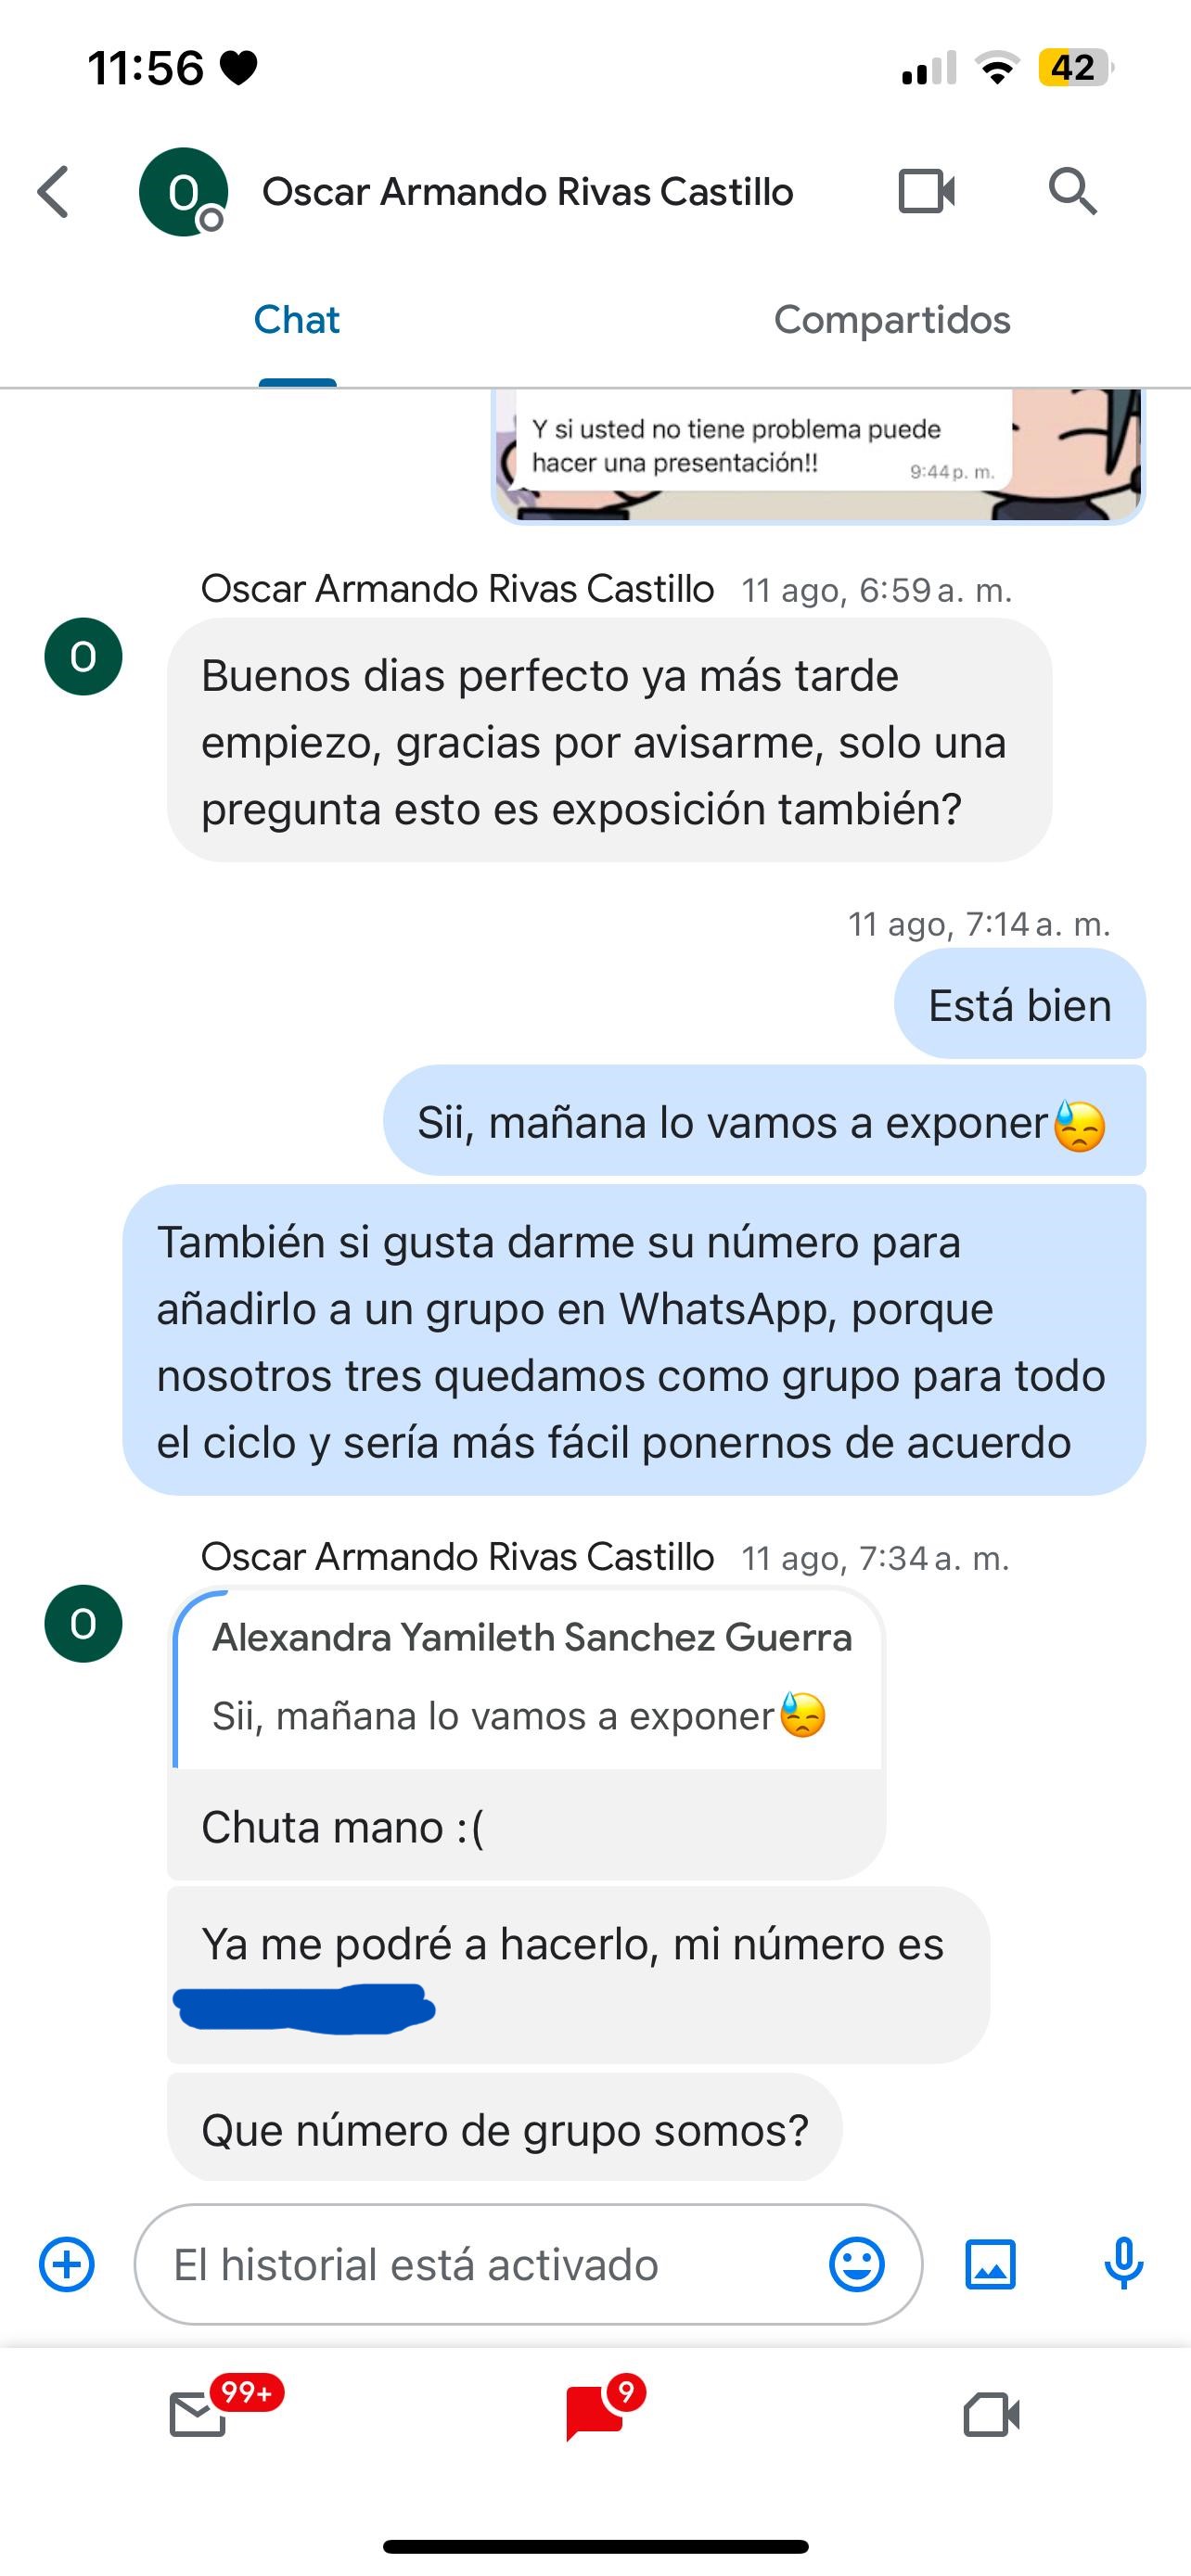 11:56
42
O
Oscar Armando Rivas Castillo
Chat
Compartidos
Y si usted no tiene problema puede
hacer una presentación!!
9:44 p. m.
Oscar Armando Rivas Castillo 11 ago, 6:59 a. m.
O
Buenos dias perfecto ya más tarde
empiezo, gracias por avisarme, solo una
pregunta esto es exposición también?
11 ago, 7:14 a. m.
Está bien
Sii, mañana lo vamos a exponer😓
También si gusta darme su número para
añadirlo a un grupo en WhatsApp, porque
nosotros tres quedamos como grupo para todo
el ciclo y sería más fácil ponernos de acuerdo
Oscar Armando Rivas Castillo 11 ago, 7:34 a. m.
O
Alexandra Yamileth Sanchez Guerra
Sii, mañana lo vamos a exponer😓
Chuta mano :(
Ya me podré a hacerlo, mi número es
Que número de grupo somos?
El historial está activado
99+
9